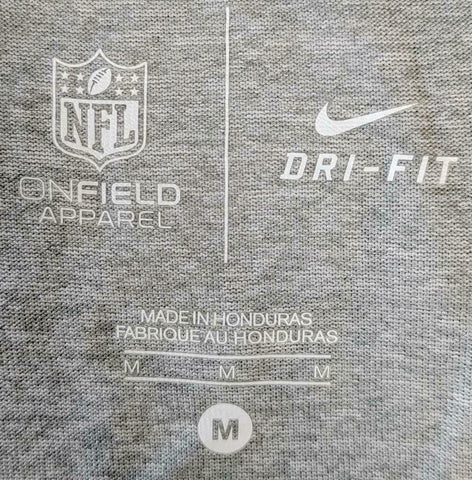 NFL
ONFIELD
APPAREL
DRI-FIT
MADE IN HONDURAS
FABRIQUE AU HONDURAS
M M M
M